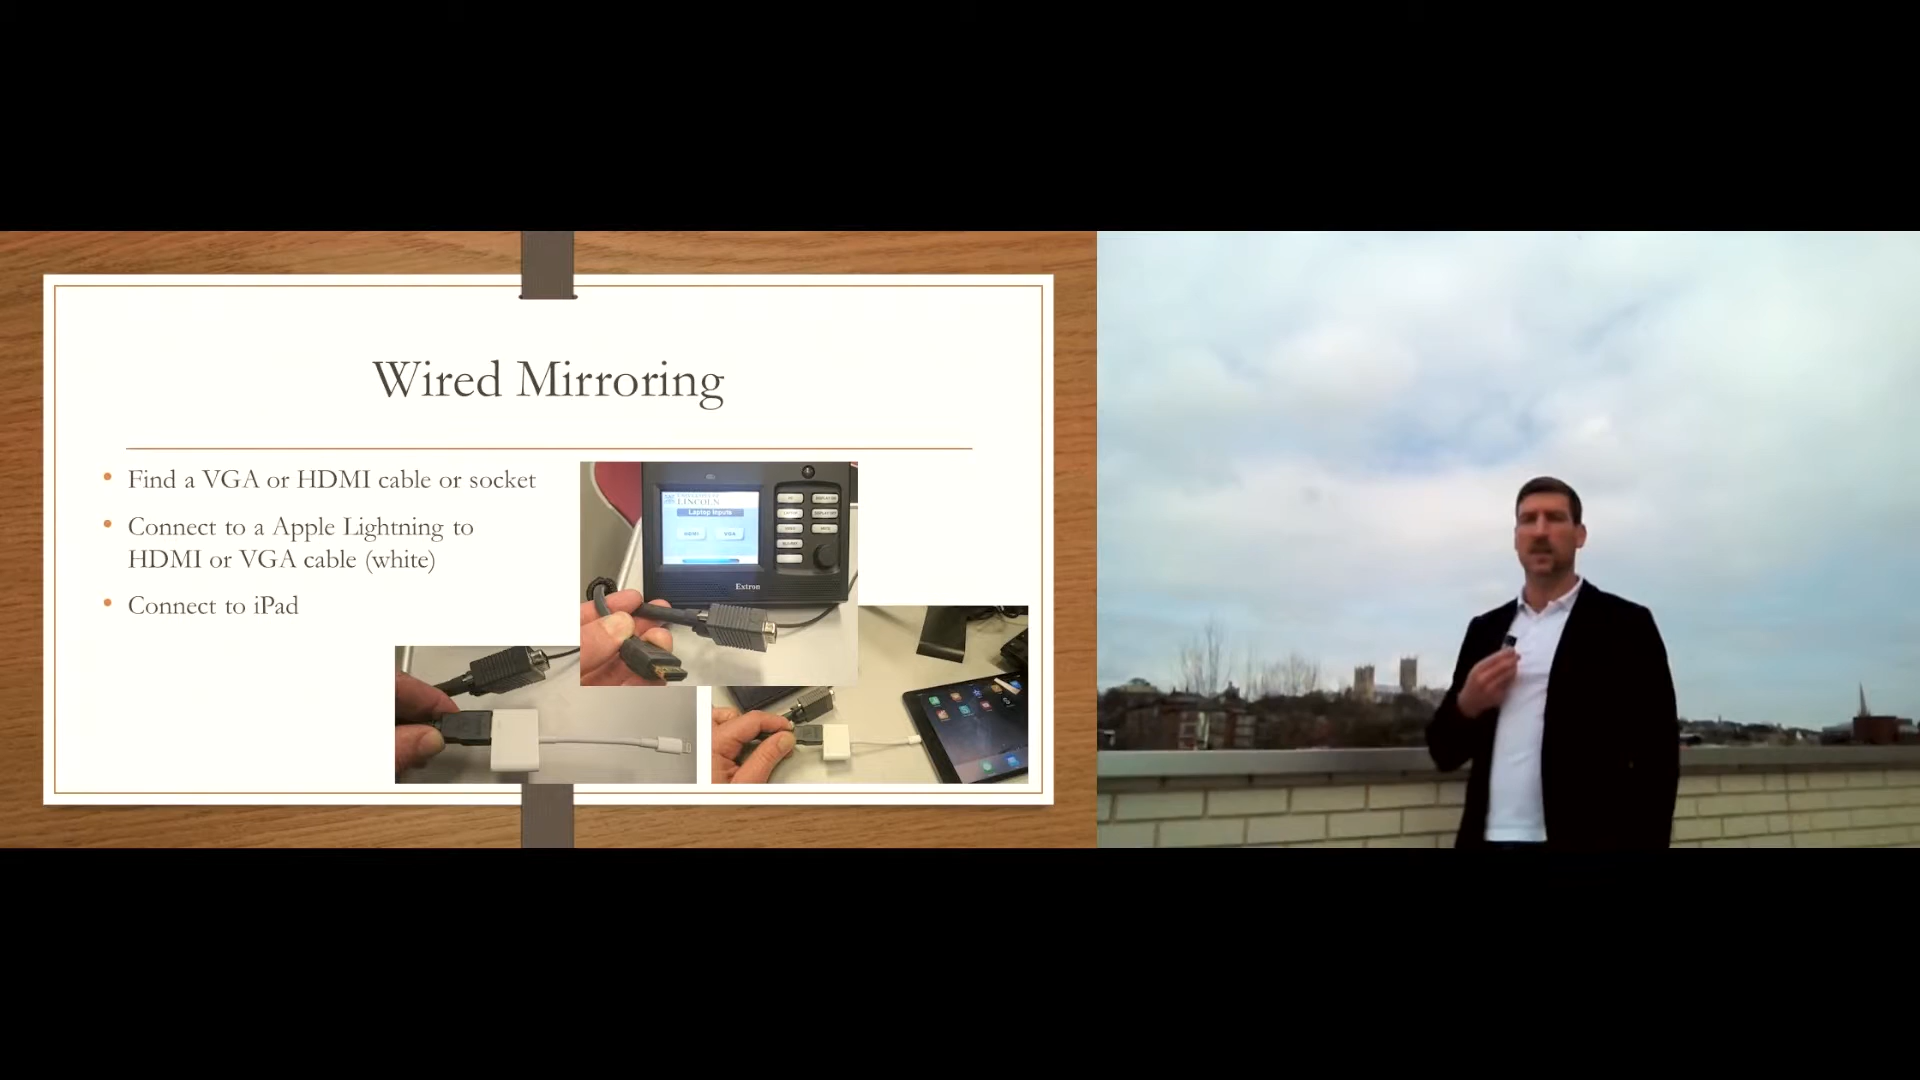 Wired Mirroring
• Find a VGA or HDMI cable or socket
• Connect to a Apple Lightning to
HDMI or VGA cable (white)
• Connect to iPad
LINCOLN
Laptop Inputs
HDMI
VGA
Extron